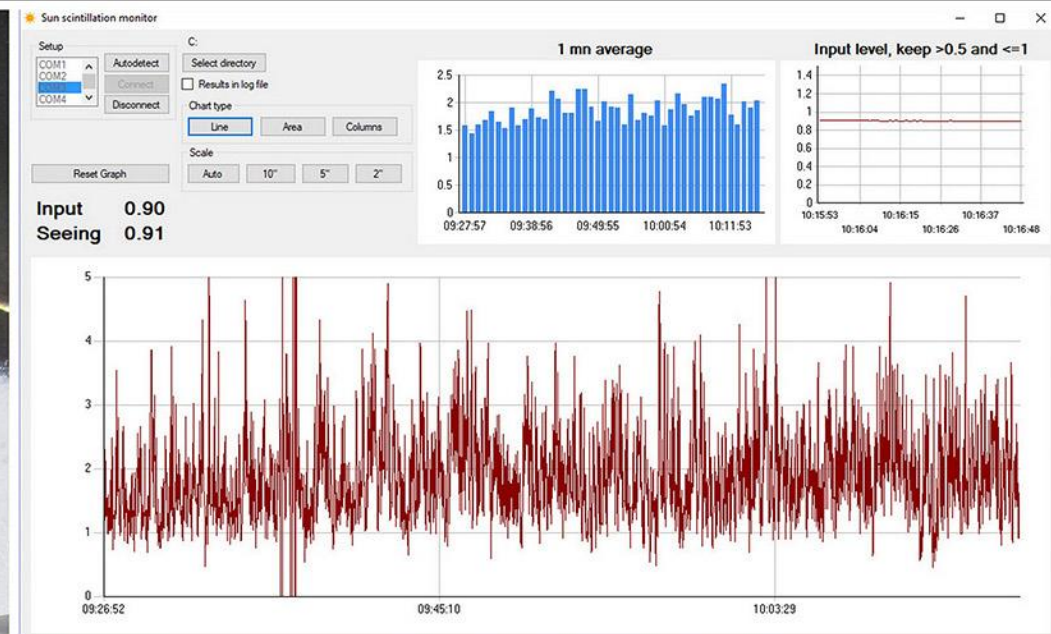 Sun scintillation monitor
Setup
COM1
COM2
COM3
COM4
Autodetect
Connect
Disconnect
C:
Select directory
Results in log file
Chart type
Line Area Columns
Scale
Auto 10" 5" 2"
Reset Graph
Input 0.90
Seeing 0.91
1 mn average
2.5
2
1.5
1
0.5
0
09:27:57 09:38:56 09:49:55 10:00:54 10:11:53
Input level, keep >0.5 and <=1
1.4
1.2
1
0.8
0.6
0.4
0.2
0
10:15:53 10:16:15 10:16:37
10:16:04 10:16:26 10:16:48
5
4
3
2
1
0
09:26:52 09:45:10 10:03:29